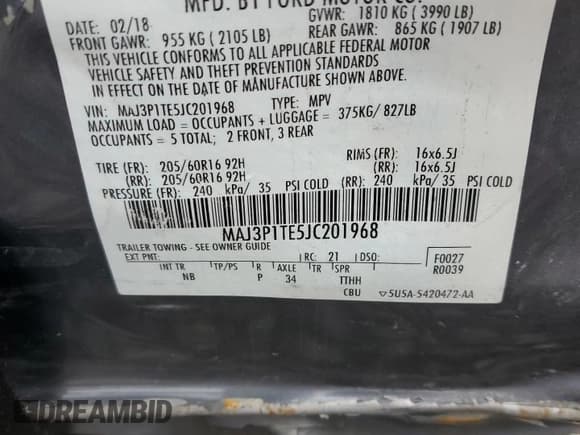 MFD. BY FORD MOTOR CO.
DATE: 02/18 GVWR: 1810 KG ( 3990 LB)
FRONT GAWR: 955 KG ( 2105 LB) REAR GAWR: 865 KG ( 1907 LB)
THIS VEHICLE CONFORMS TO ALL APPLICABLE FEDERAL MOTOR
VEHICLE SAFETY AND THEFT PREVENTION STANDARDS
IN EFFECT ON THE DATE OF MANUFACTURE SHOWN ABOVE.
VIN: MAJ3P1TE5JC201968 TYPE: MPV
MAXIMUM LOAD = OCCUPANTS + LUGGAGE = 375KG/ 827LB
OCCUPANTS = 5 TOTAL; 2 FRONT, 3 REAR
TIRE (FR): 205/60R16 92H RIMS (FR): 16x6.5J
(RR): 205/60R16 92H (RR): 16x6.5J
PRESSURE (FR): 240 kPa/ 35 PSI COLD (RR): 240 kPa/ 35 PSI COLD
MAJ3P1TE5JC201968
TRAILER TOWING - SEE OWNER GUIDE
EXT PNT: RC: 21 DSO: F0027
R0039
INT TR TP/PS R AXLE TR SPR
NB P 34 TTHH
CBU ▽5U5A-5420472-AA
DREAMBID